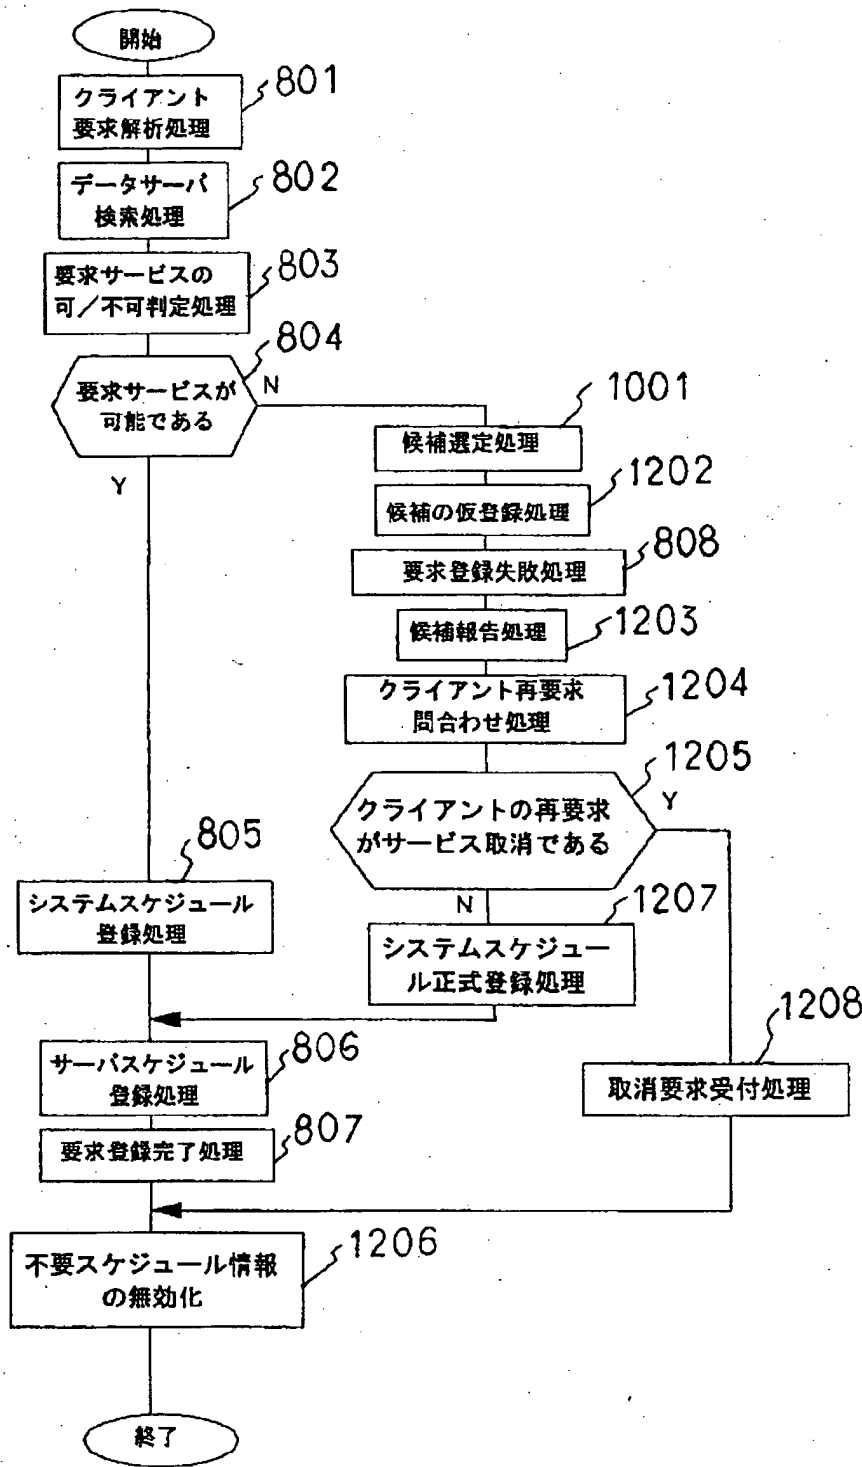 開始
クライアント
要求解析処理
801
データサーバ
検索処理
802
要求サービスの
可／不可判定処理
803
要求サービスが
可能である
804
N
Y
候補選定処理
1001
候補の仮登録処理
1202
要求登録失敗処理
808
候補報告処理
1203
クライアント再要求
問合わせ処理
1204
クライアントの再要求
がサービス取消である
1205
Y
N
システムスケジュール
登録処理
805
システムスケジュー
ル正式登録処理
1207
サーバスケジュール
登録処理
806
取消要求受付処理
1208
要求登録完了処理
807
不要スケジュール情報
の無効化
1206
終了